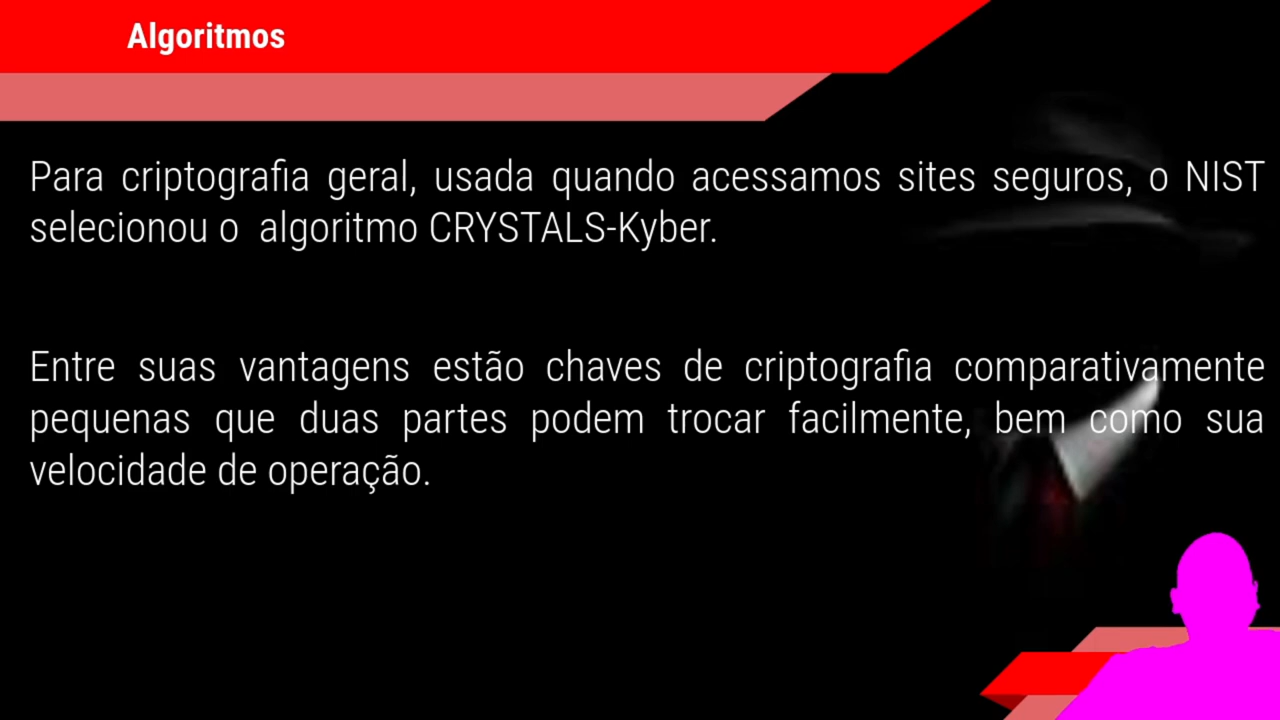 Algoritmos
Para criptografia geral, usada quando acessamos sites seguros, o NIST
selecionou o  algoritmo CRYSTALS-Kyber.
Entre suas vantagens estão chaves de criptografia comparativamente
pequenas que duas partes podem trocar facilmente, bem como sua
velocidade de operação.